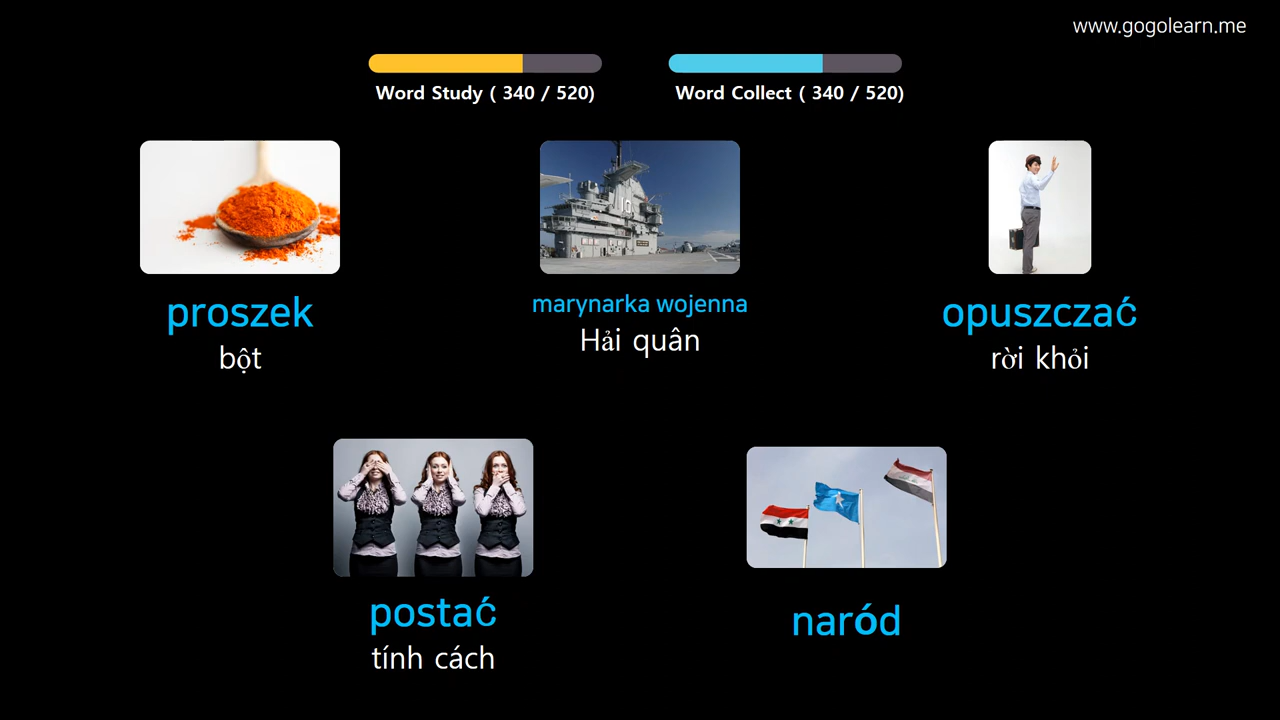 www.gogolearn.me
Word Study ( 340 / 520)
Word Collect ( 340 / 520)
proszek
bột
marynarka wojenna
Hải quân
opuszczać
rời khỏi
postać
tính cách
naród